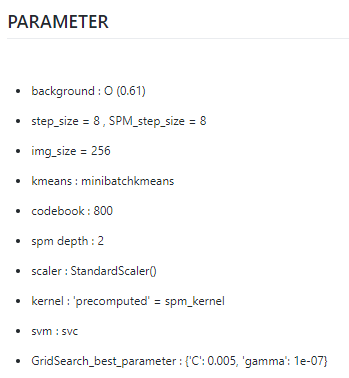 PARAMETER
• background : O (0.61)
• step_size = 8 , SPM_step_size = 8
• img_size = 256
• kmeans : minibatchkmeans
• codebook : 800
• spm depth : 2
• scaler : StandardScaler()
• kernel : 'precomputed' = spm_kernel
• svm : svc
• GridSearch_best_parameter : {'C': 0.005, 'gamma': 1e-07}